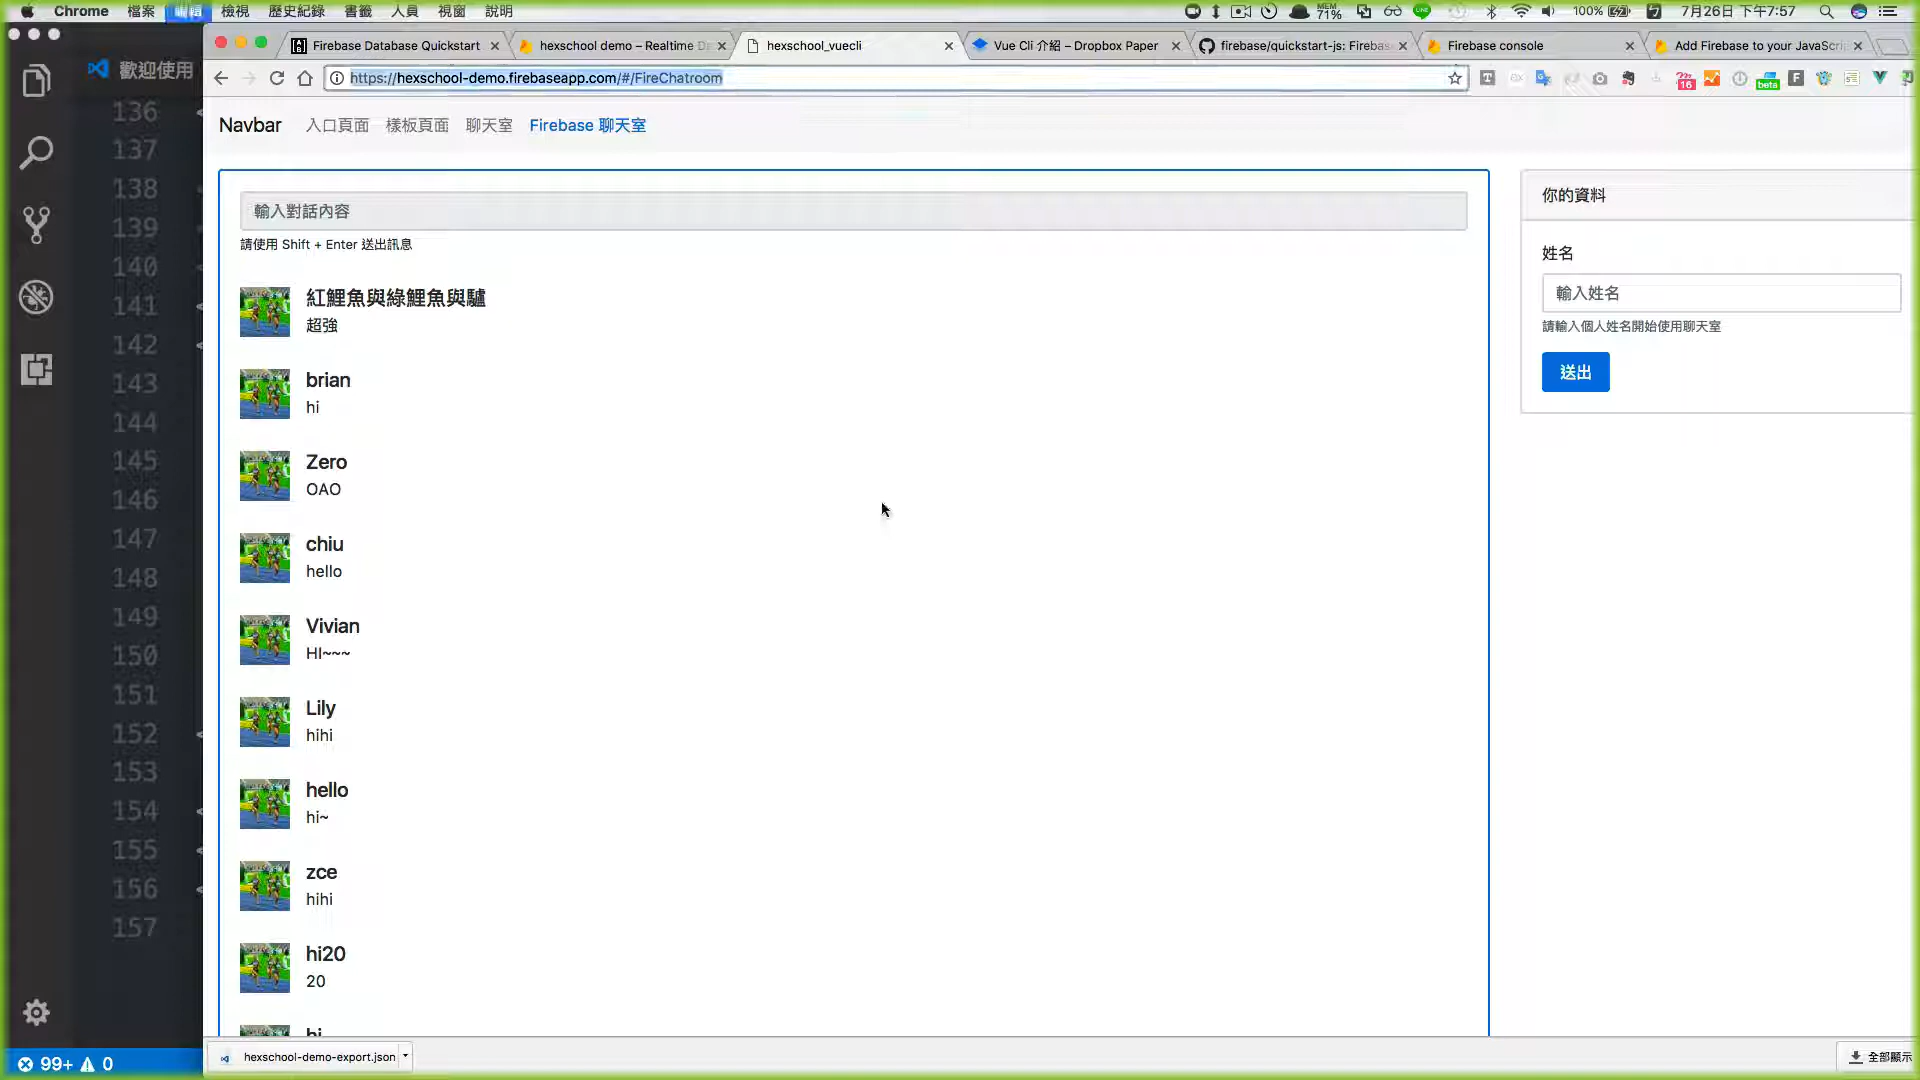 Chrome 檔案 編輯 檢視 歷史紀錄 書籤 人員 視窗 說明 MEM 71% LINE 100% 7月26日 下午7:57
Firebase Database Quickstart hexschool demo – Realtime D hexschool_vuecli Vue Cli 介紹 – Dropbox Paper firebase/quickstart-js: Firebas Firebase console Add Firebase to your JavaScri
https://hexschool-demo.firebaseapp.com/#/FireChatroom 16 beta
歡迎使用
Navbar 入口頁面 樣板頁面 聊天室 Firebase 聊天室
輸入對話內容
請使用 Shift + Enter 送出訊息
紅鯉魚與綠鯉魚與驢
超強
brian
hi
Zero
OAO
chiu
hello
Vivian
HI~~~
Lily
hihi
hello
hi~
zce
hihi
hi20
20
hi
你的資料
姓名
輸入姓名
請輸入個人姓名開始使用聊天室
送出
136
137
138
139
140
141
142
143
144
145
146
147
148
149
150
151
152
153
154
155
156
157
99+ 0
hexschool-demo-export.json
全部顯示